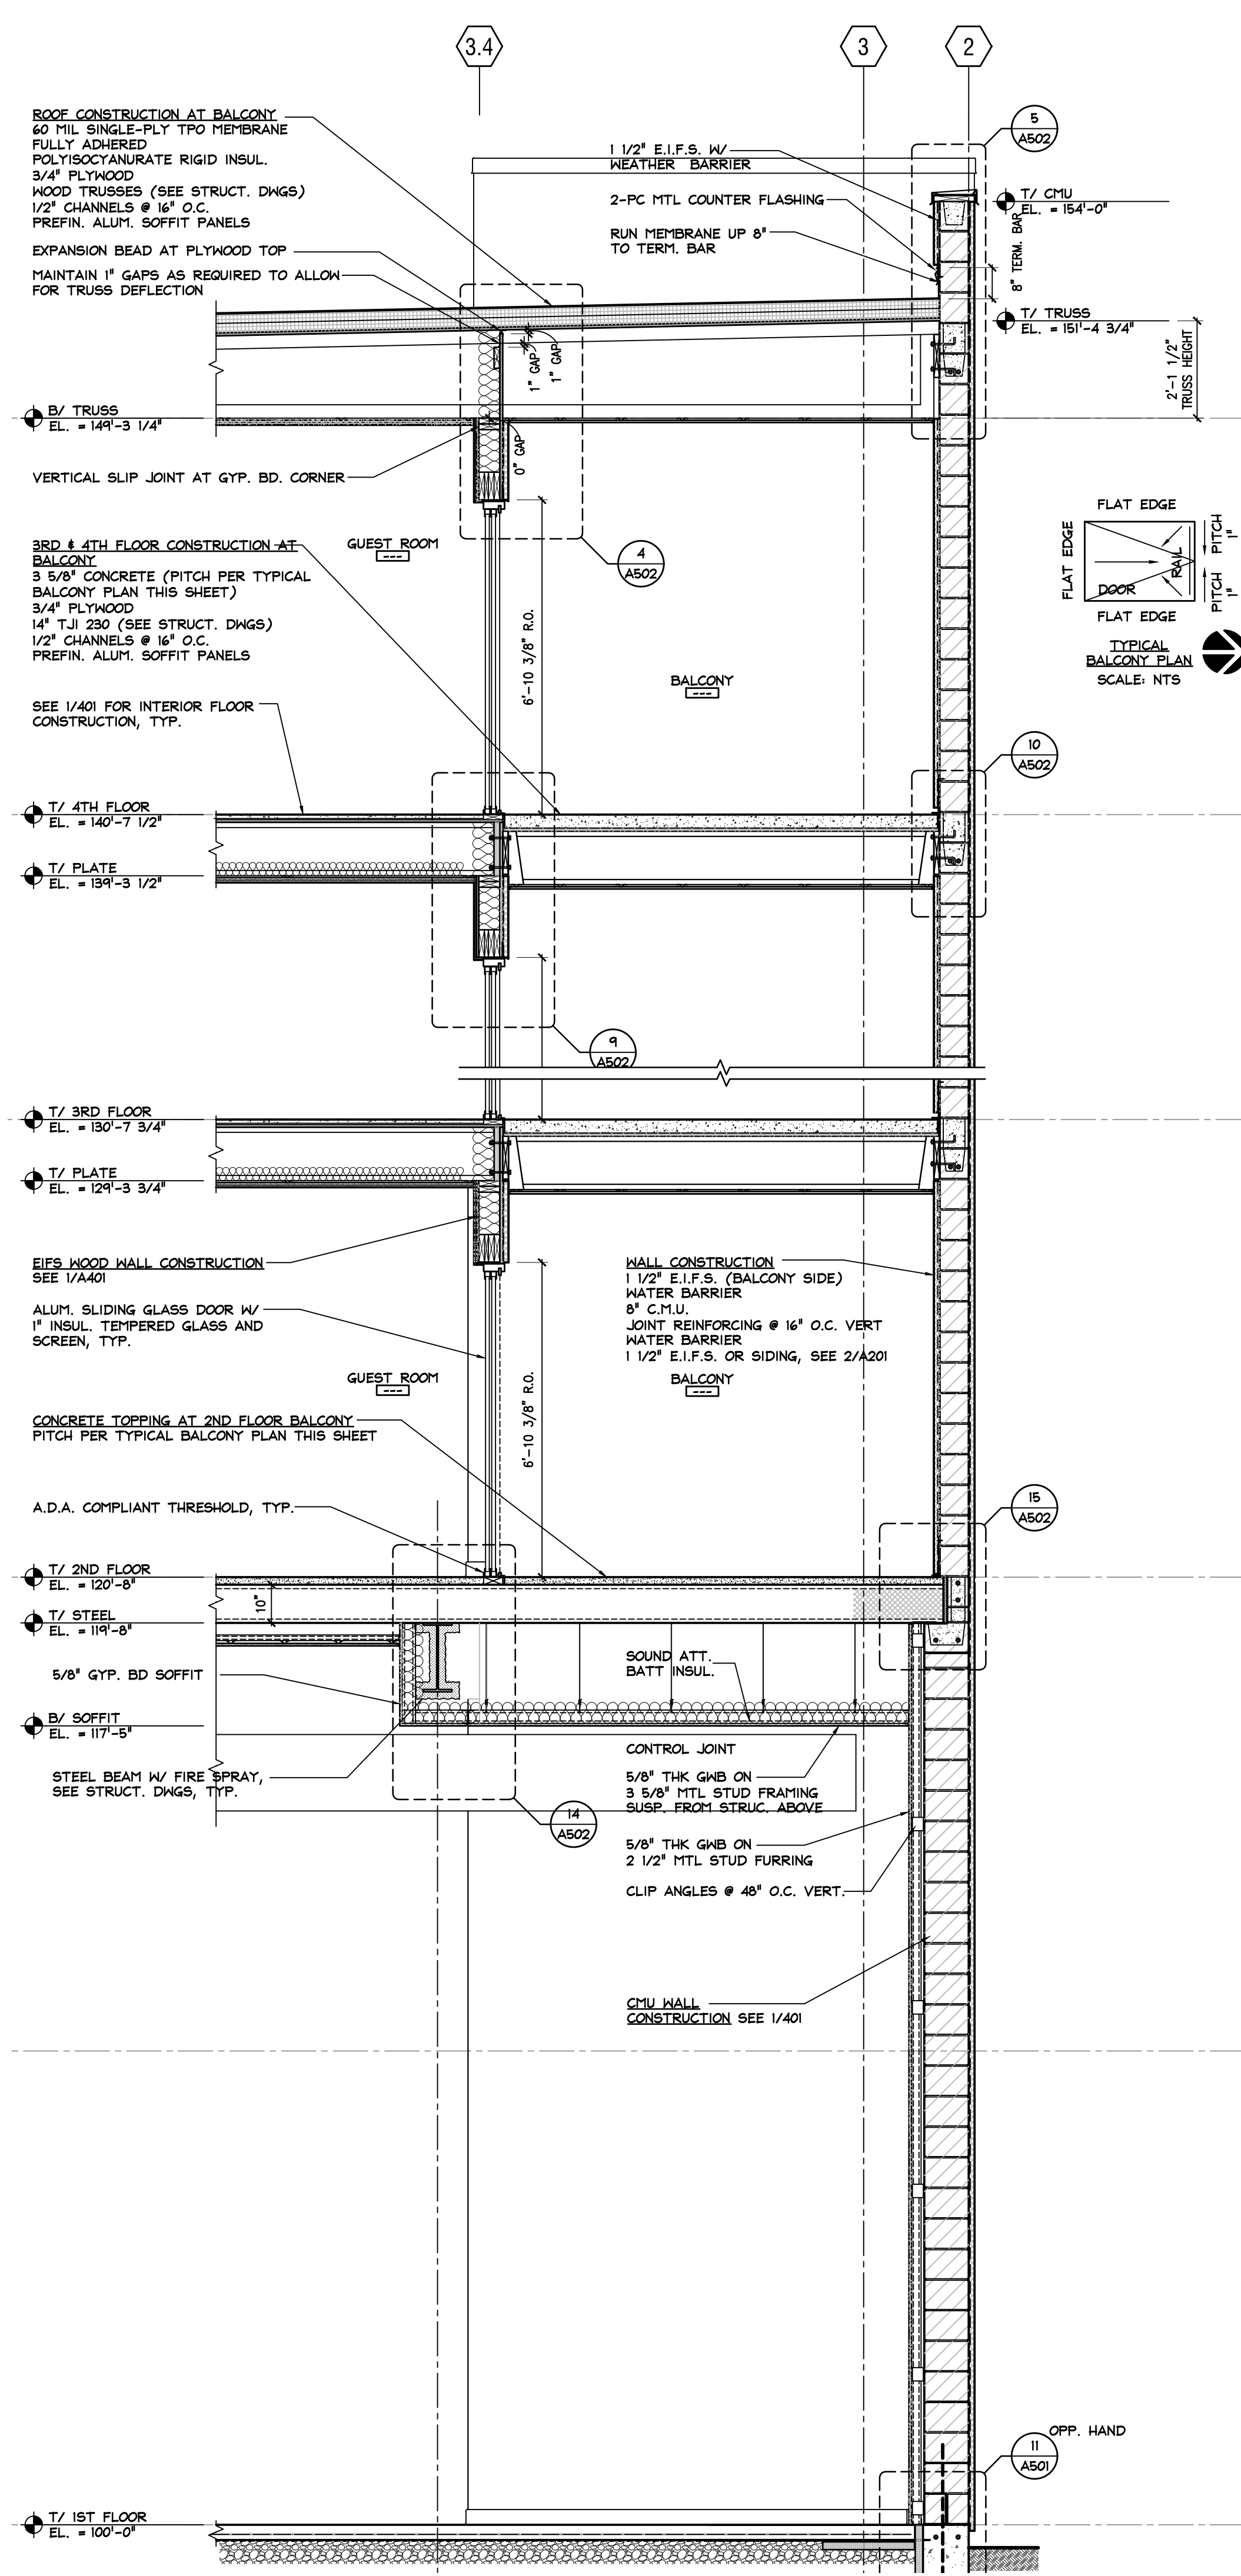 3.4
3
2
ROOF CONSTRUCTION AT BALCONY
60 MIL SINGLE-PLY TPO MEMBRANE
FULLY ADHERED
POLYISOCYANURATE RIGID INSUL.
3/4" PLYWOOD
WOOD TRUSSES (SEE STRUCT. DWGS)
1/2" CHANNELS @ 16" O.C.
PREFIN. ALUM. SOFFIT PANELS
EXPANSION BEAD AT PLYWOOD TOP
MAINTAIN 1" GAPS AS REQUIRED TO ALLOW
FOR TRUSS DEFLECTION
1 1/2" E.I.F.S. W/
WEATHER BARRIER
2-PC MTL COUNTER FLASHING
RUN MEMBRANE UP 8"
TO TERM. BAR
5
A502
T/ CMU
EL. = 154'-0"
8" TERM. BAR
T/ TRUSS
EL. = 151'-4 3/4"
2'-1 1/2"
TRUSS HEIGHT
1" GAP
1" GAP
0" GAP
B/ TRUSS
EL. = 149'-3 1/4"
VERTICAL SLIP JOINT AT GYP. BD. CORNER
3RD & 4TH FLOOR CONSTRUCTION AT
BALCONY
3 5/8" CONCRETE (PITCH PER TYPICAL
BALCONY PLAN THIS SHEET)
3/4" PLYWOOD
14" TJI 230 (SEE STRUCT. DWGS)
1/2" CHANNELS @ 16" O.C.
PREFIN. ALUM. SOFFIT PANELS
GUEST ROOM
---
4
A502
6'-10 3/8" R.O.
BALCONY
---
FLAT EDGE
FLAT EDGE
DOOR
RAIL
PITCH
1"
PITCH
1"
FLAT EDGE
TYPICAL
BALCONY PLAN
SCALE: NTS
SEE 1/401 FOR INTERIOR FLOOR
CONSTRUCTION, TYP.
10
A502
T/ 4TH FLOOR
EL. = 140'-7 1/2"
T/ PLATE
EL. = 139'-3 1/2"
9
A502
T/ 3RD FLOOR
EL. = 130'-7 3/4"
T/ PLATE
EL. = 129'-3 3/4"
EIFS WOOD WALL CONSTRUCTION
SEE 1/A401
ALUM. SLIDING GLASS DOOR W/
1" INSUL. TEMPERED GLASS AND
SCREEN, TYP.
WALL CONSTRUCTION
1 1/2" E.I.F.S. (BALCONY SIDE)
WATER BARRIER
8" C.M.U.
JOINT REINFORCING @ 16" O.C. VERT
WATER BARRIER
1 1/2" E.I.F.S. OR SIDING, SEE 2/A201
GUEST ROOM
---
6'-10 3/8" R.O.
BALCONY
---
CONCRETE TOPPING AT 2ND FLOOR BALCONY
PITCH PER TYPICAL BALCONY PLAN THIS SHEET
A.D.A. COMPLIANT THRESHOLD, TYP.
15
A502
T/ 2ND FLOOR
EL. = 120'-8"
10"
T/ STEEL
EL. = 119'-8"
5/8" GYP. BD SOFFIT
SOUND ATT.
BATT INSUL.
B/ SOFFIT
EL. = 117'-5"
STEEL BEAM W/ FIRE SPRAY,
SEE STRUCT. DWGS, TYP.
14
A502
CONTROL JOINT
5/8" THK GWB ON
3 5/8" MTL STUD FRAMING
SUSP. FROM STRUC. ABOVE
5/8" THK GWB ON
2 1/2" MTL STUD FURRING
CLIP ANGLES @ 48" O.C. VERT.
CMU WALL
CONSTRUCTION SEE 1/401
OPP. HAND
11
A501
T/ 1ST FLOOR
EL. = 100'-0"